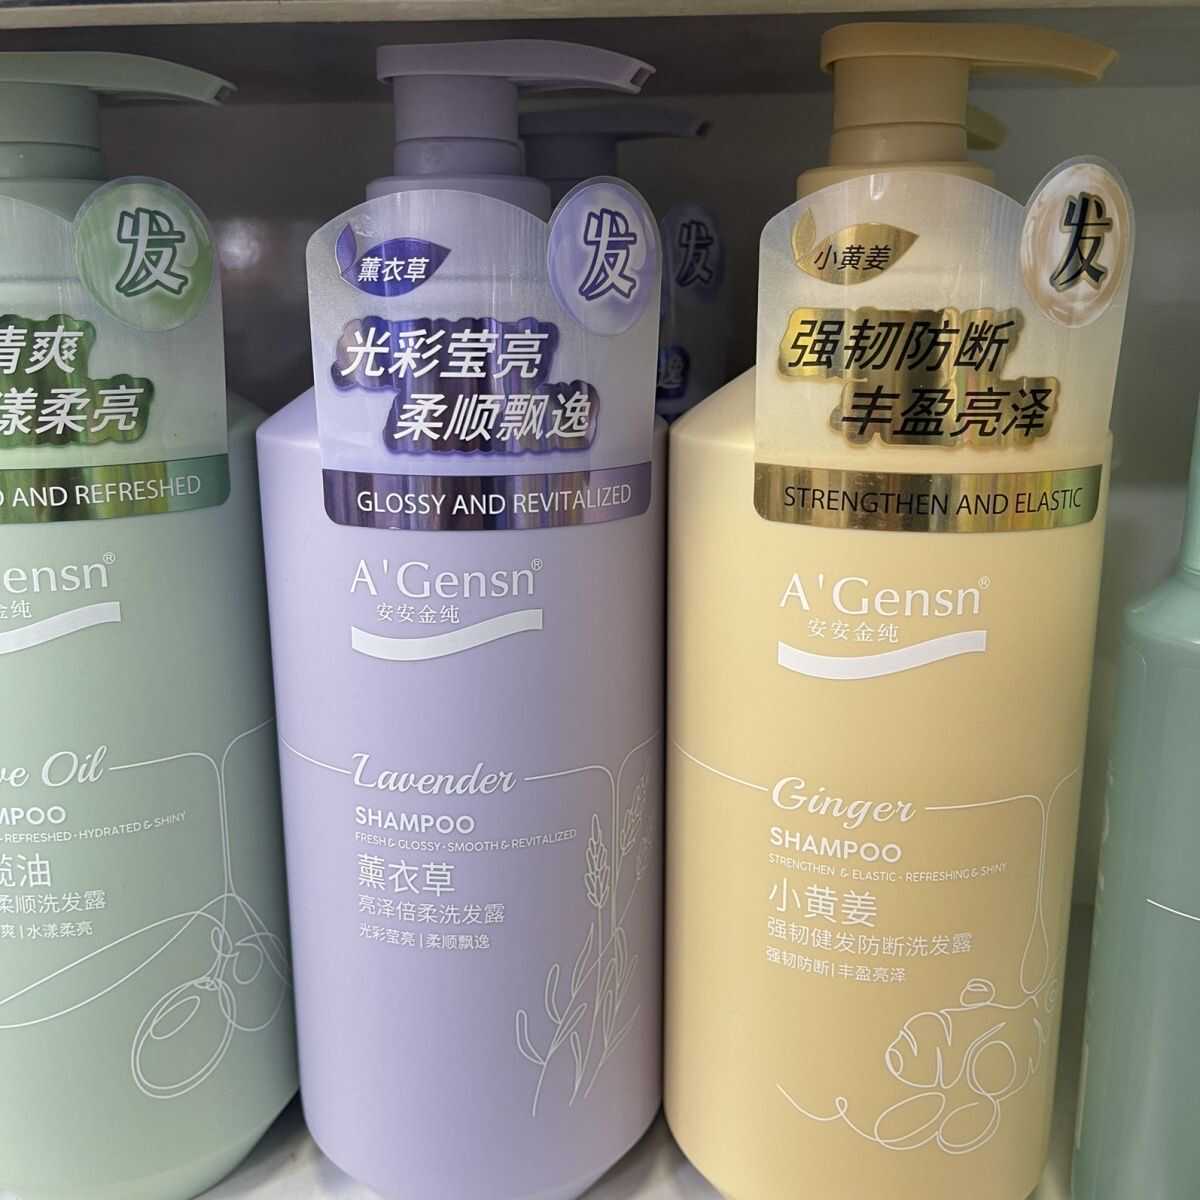 发
清爽
漾柔亮
AND REFRESHED
ensn®
金纯
Oil
SHAMPOO
REFRESHED · HYDRATED & SHINY
榄油
柔顺洗发露
爽 | 水漾柔亮
薰衣草
发
光彩莹亮
柔顺飘逸
GLOSSY AND REVITALIZED
A'Gensn®
安安金纯
Lavender
SHAMPOO
FRESH & GLOSSY · SMOOTH & REVITALIZED
薰衣草
亮泽倍柔洗发露
光彩莹亮 | 柔顺飘逸
发
逸
小黄姜
发
强韧防断
丰盈亮泽
STRENGTHEN AND ELASTIC
A'Gensn®
安安金纯
Ginger
SHAMPOO
STRENGTHEN & ELASTIC · REFRESHING & SHINY
小黄姜
强韧健发防断洗发露
强韧防断 | 丰盈亮泽